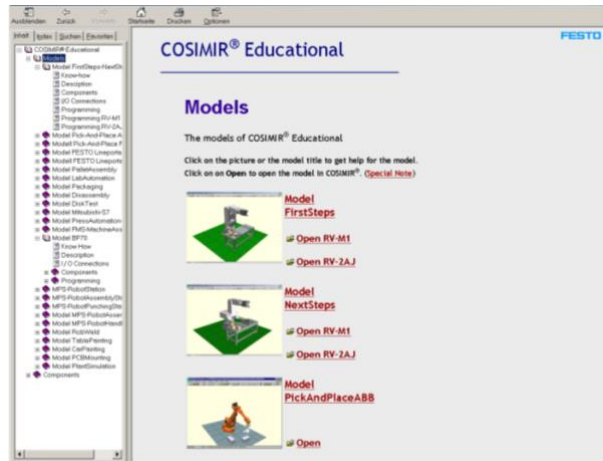 Ausblenden Zurück Startseite Drucken Optionen
Inhalt Index Suchen Favoriten
COSIMIR® Educational
Models
Model FirstSteps-NextSt
Know-how
Description
Components
I/O Connections
Programming
Programming RV-M1
Programming RV-2AJ
Model Pick-And-Place A
Model Pick-And-Place F
Model FESTO Lineporte
Model FESTO Lineporte
Model PalletAssembly
Model LabAutomation
Model Packaging
Model Disassembly
Model DiskTest
Model Mitsubishi-S7
Model PressAutomation
Model FMS-MachineAss
Model BP70
Know How
Description
I/O Connections
Components
Programming
MPS-RobotStation
MPS-RobotAssemblySta
MPS-RobotPunchingSta
Model MPS-RobotAsser
Model MPS-RobotHandl
Model RobWeld
Model TablePainting
Model CarPainting
Model PCBMounting
Model PlantSimulation
Components
FESTO
COSIMIR® Educational
Models
The models of COSIMIR® Educational
Click on the picture or the model title to get help for the model.
Click on on Open to open the model in COSIMIR®. (Special Note)
Model
FirstSteps
Open RV-M1
Open RV-2AJ
Model
NextSteps
Open RV-M1
Open RV-2AJ
Model
PickAndPlaceABB
Open